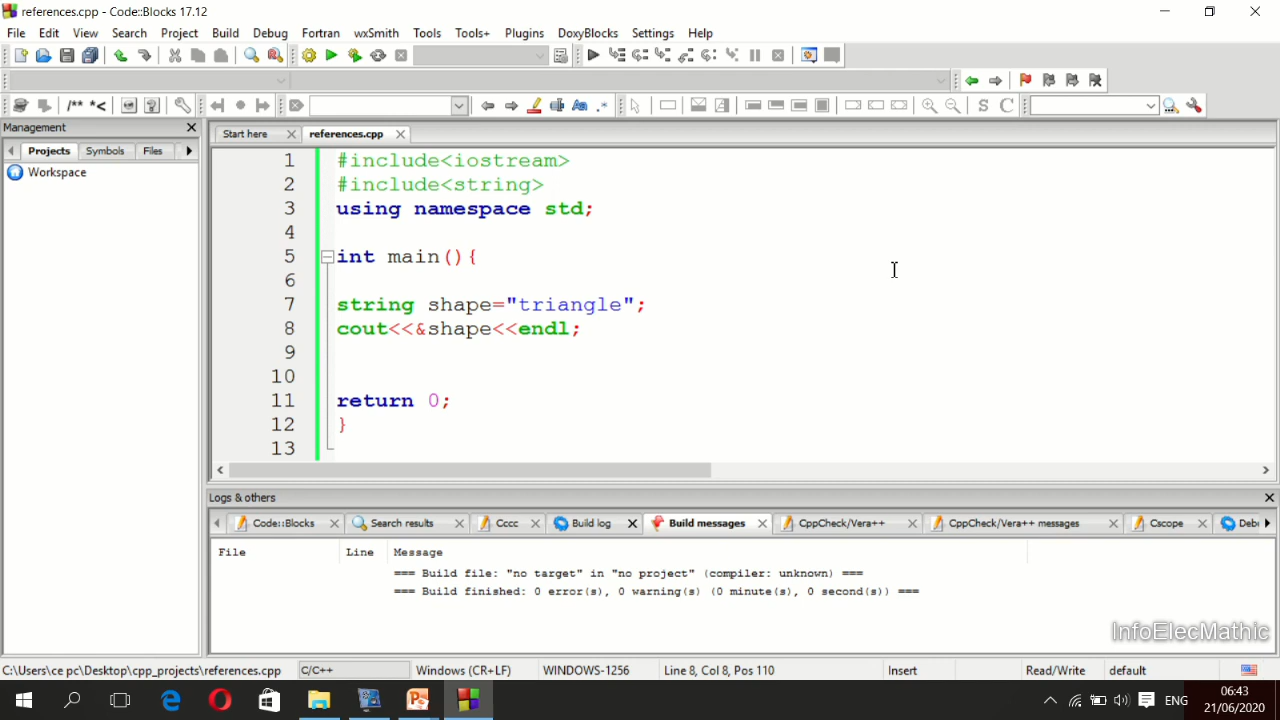 references.cpp - Code::Blocks 17.12
File Edit View Search Project Build Debug Fortran wxSmith Tools Tools+ Plugins DoxyBlocks Settings Help
/** *<
Management
Projects Symbols Files
Workspace
Start here references.cpp
1 #include<iostream>
2 #include<string>
3 using namespace std;
4
5 int main(){
6
7 string shape="triangle";
8 cout<<&shape<<endl;
9
10
11 return 0;
12 }
13
Logs & others
Code::Blocks Search results Cccc Build log Build messages CppCheck/Vera++ CppCheck/Vera++ messages Cscope Debu
File Line Message
=== Build file: "no target" in "no project" (compiler: unknown) ===
=== Build finished: 0 error(s), 0 warning(s) (0 minute(s), 0 second(s)) ===
InfoElecMathic
C:\Users\ce pc\Desktop\cpp_projects\references.cpp C/C++ Windows (CR+LF) WINDOWS-1256 Line 8, Col 8, Pos 110 Insert Read/Write default
ENG
06:43
21/06/2020